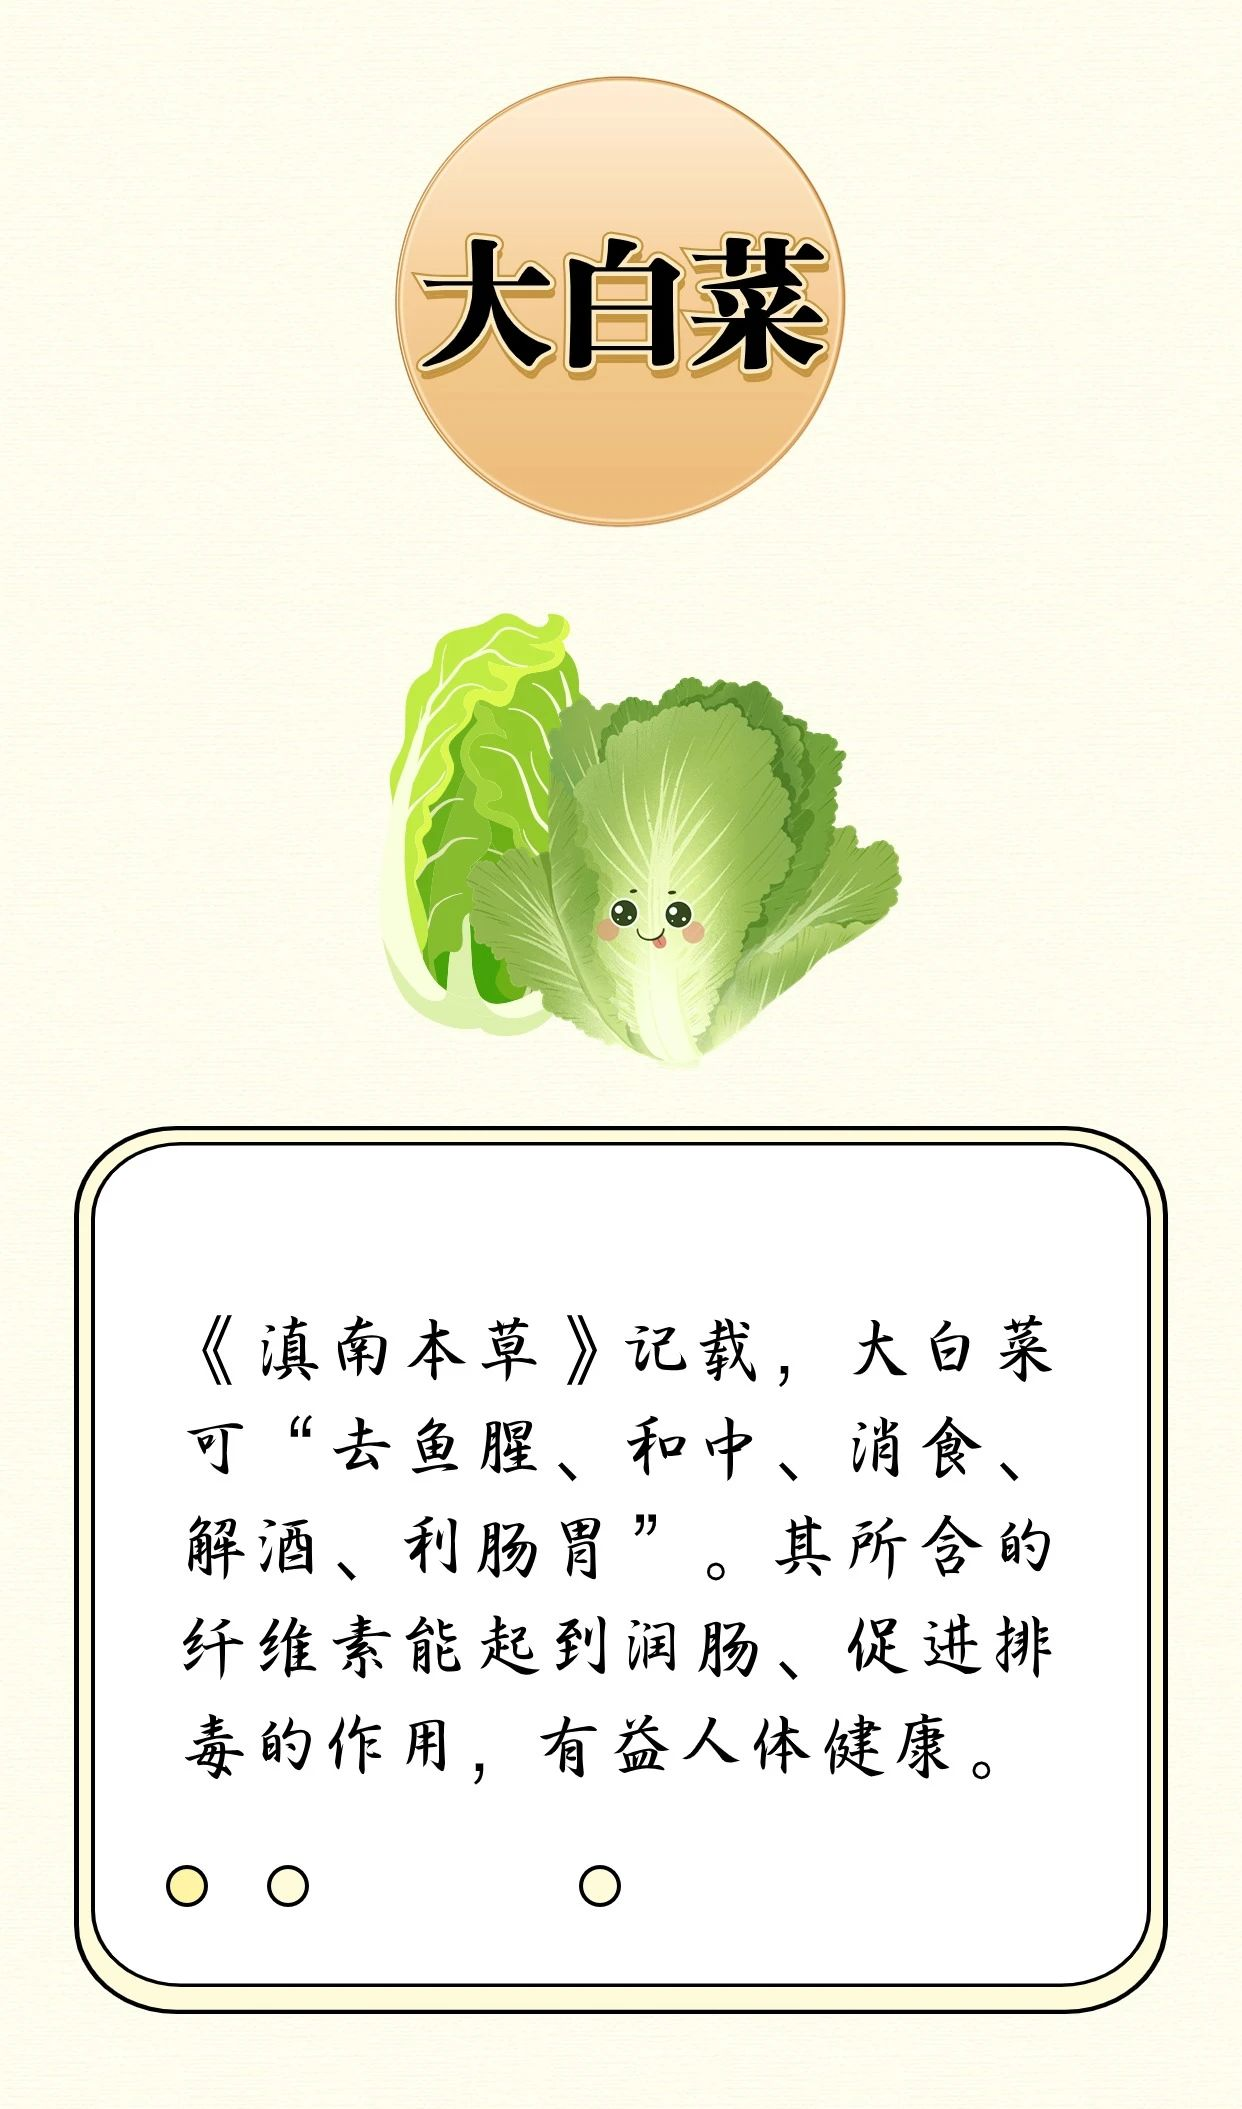 大白菜
《滇南本草》记载，大白菜
可“去鱼腥、和中、消食、
解酒、利肠胃”。其所含的
纤维素能起到润肠、促进排
毒的作用，有益人体健康。